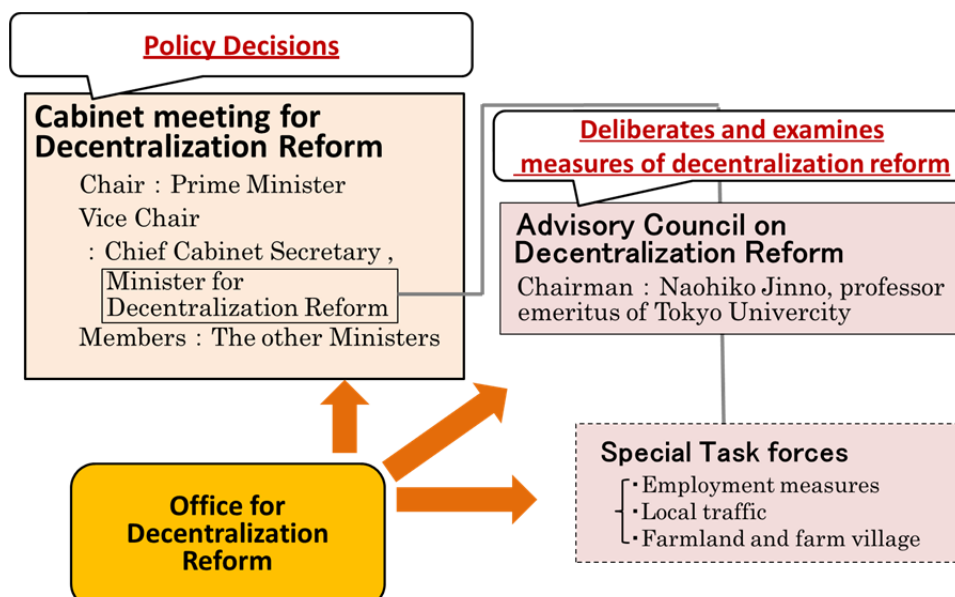 Policy Decisions
Cabinet meeting for
Decentralization Reform
Chair：Prime Minister
Vice Chair
：Chief Cabinet Secretary ,
Minister for
Decentralization Reform
Members：The other Ministers
Deliberates and examines
measures of decentralization reform
Advisory Council on
Decentralization Reform
Chairman：Naohiko Jinno, professor
emeritus of Tokyo Univercity
Special Task forces
・Employment measures
・Local traffic
・Farmland and farm village
Office for
Decentralization
Reform